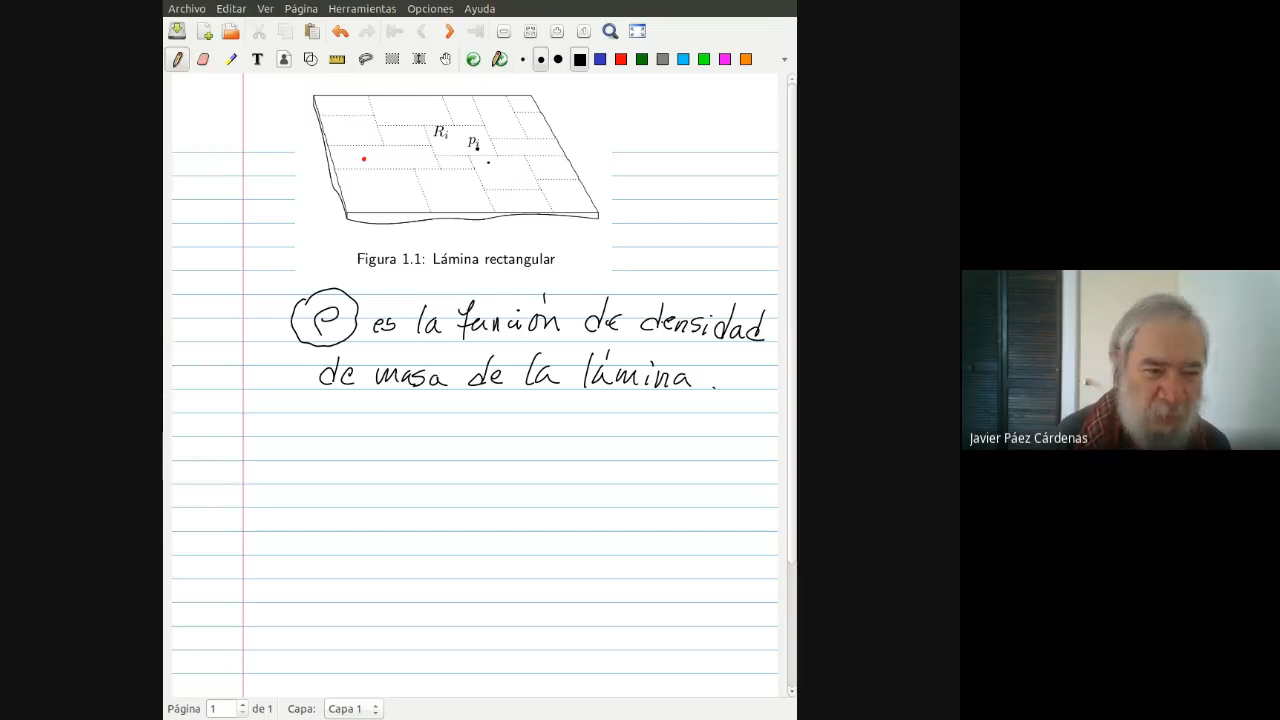 Archivo Editar Ver Página Herramientas Opciones Ayuda
T
R_i
p_i
Figura 1.1: Lámina rectangular
ρ es la función de densidad
de masa de la lámina.
Javier Páez Cárdenas
Página 1 de 1 Capa: Capa 1